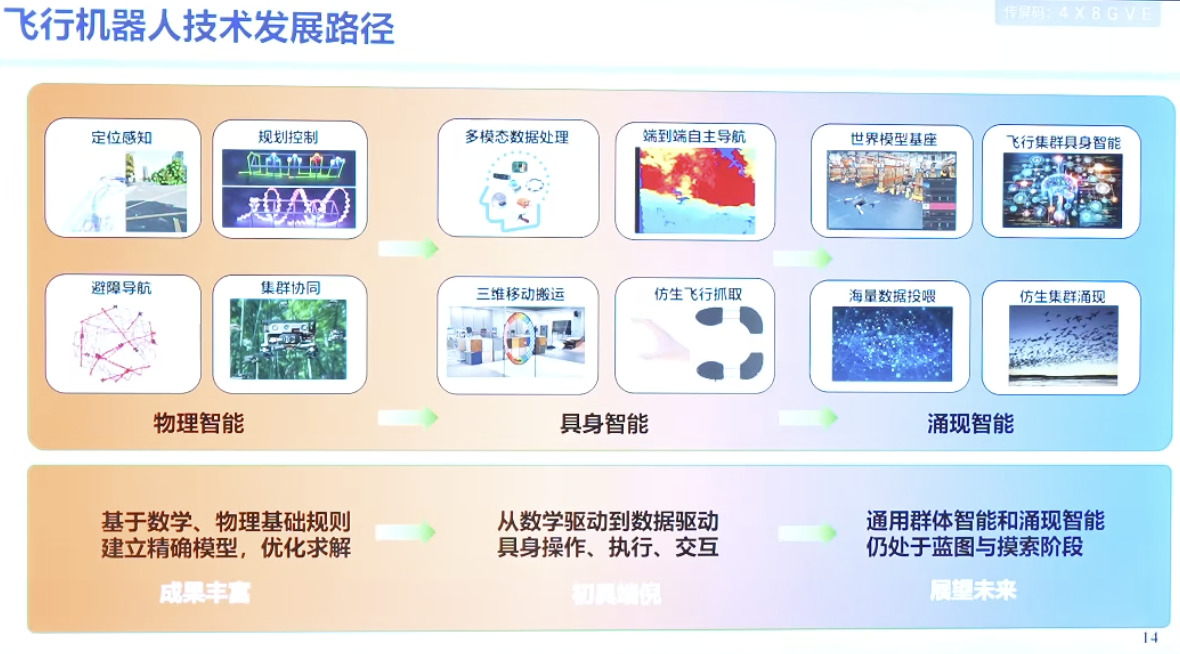 飞行机器人技术发展路径
传屏码：4X8GVE
定位感知
规划控制
多模态数据处理
端到端自主导航
世界模型基座
飞行集群具身智能
避障导航
集群协同
三维移动搬运
仿生飞行抓取
海量数据投喂
仿生集群涌现
物理智能
具身智能
涌现智能
基于数学、物理基础规则
建立精确模型，优化求解
从数学驱动到数据驱动
具身操作、执行、交互
通用群体智能和涌现智能
仍处于蓝图与摸索阶段
成果丰富
初具端倪
展望未来
14